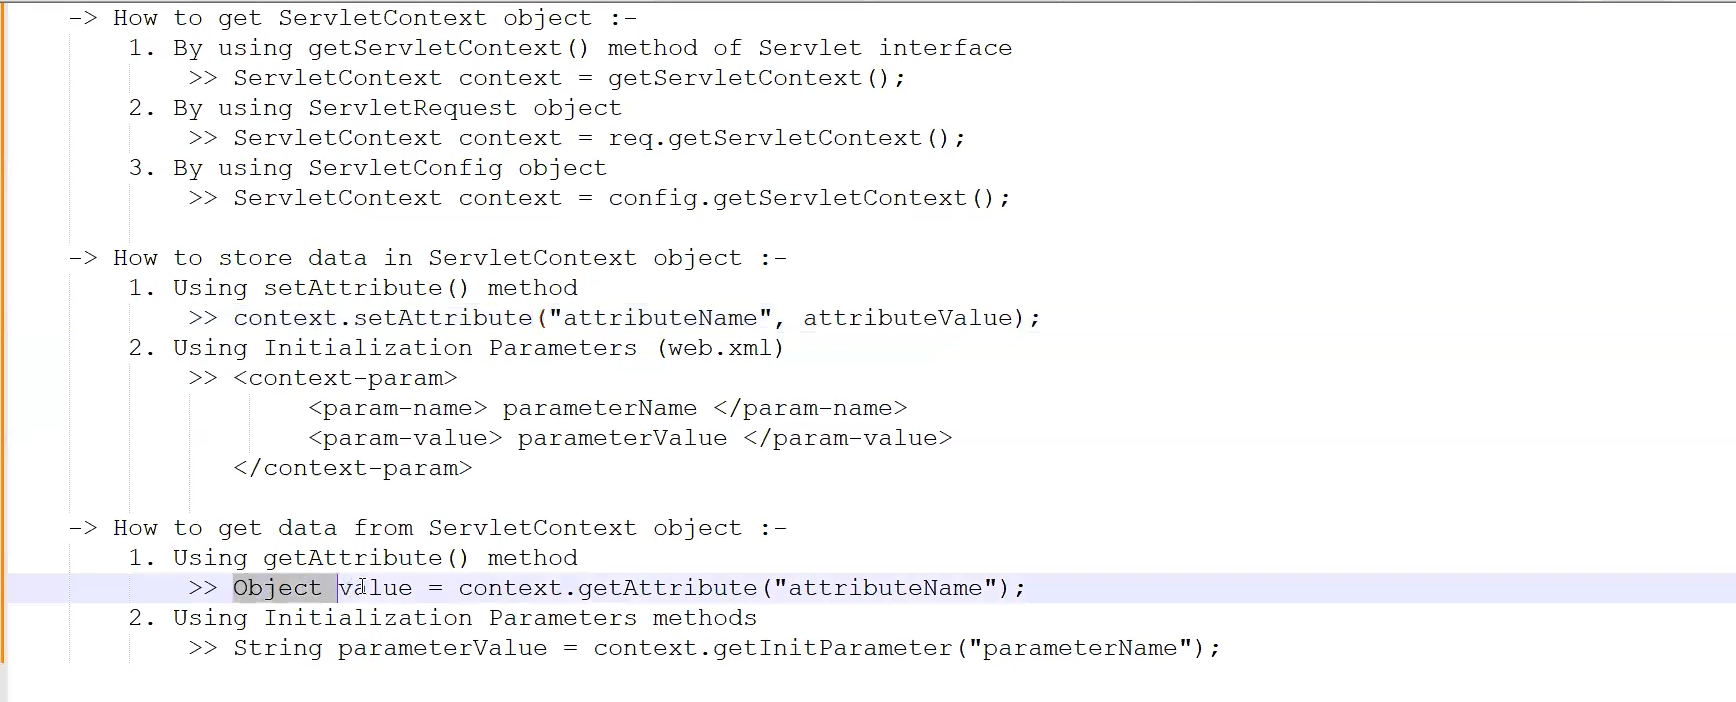 -> How to get ServletContext object :-
1. By using getServletContext() method of Servlet interface
>> ServletContext context = getServletContext();
2. By using ServletRequest object
>> ServletContext context = req.getServletContext();
3. By using ServletConfig object
>> ServletContext context = config.getServletContext();
-> How to store data in ServletContext object :-
1. Using setAttribute() method
>> context.setAttribute("attributeName", attributeValue);
2. Using Initialization Parameters (web.xml)
>> <context-param>
<param-name> parameterName </param-name>
<param-value> parameterValue </param-value>
</context-param>
-> How to get data from ServletContext object :-
1. Using getAttribute() method
>> Object value = context.getAttribute("attributeName");
2. Using Initialization Parameters methods
>> String parameterValue = context.getInitParameter("parameterName");